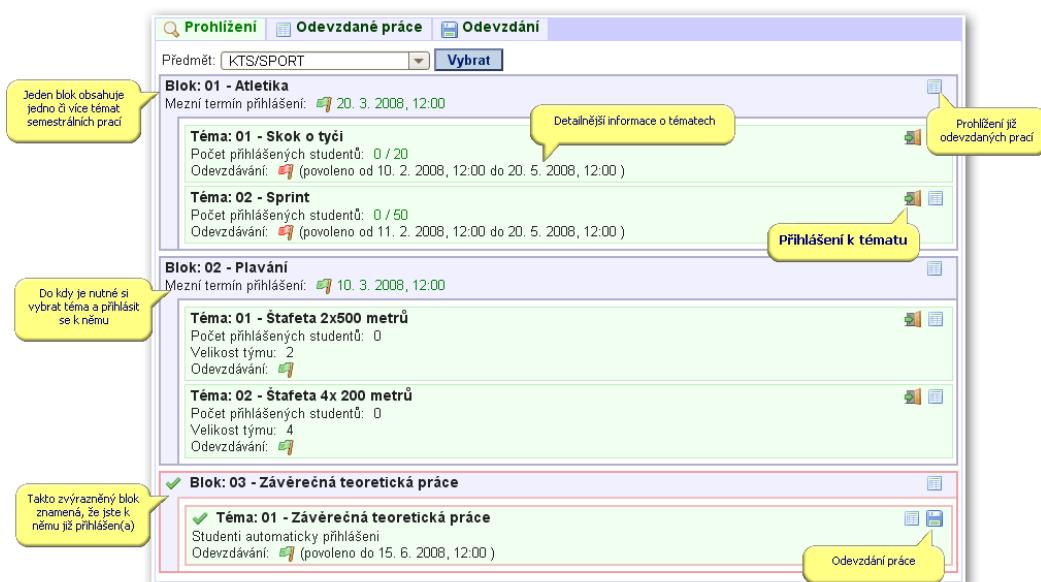 Prohlížení Odevzdané práce Odevzdání
Předmět: KTS/SPORT Vybrat
Jeden blok obsahuje
jedno či více témat
semestrálních prací
Blok: 01 - Atletika
Mezní termín přihlášení: 20. 3. 2008, 12:00
Detailnější informace o tématech
Prohlížení již
odevzdaných prací
Téma: 01 - Skok o tyči
Počet přihlášených studentů: 0 / 20
Odevzdávání: (povoleno od 10. 2. 2008, 12:00 do 20. 5. 2008, 12:00 )
Téma: 02 - Sprint
Počet přihlášených studentů: 0 / 50
Odevzdávání: (povoleno od 11. 2. 2008, 12:00 do 20. 5. 2008, 12:00 )
Přihlášení k tématu
Blok: 02 - Plavání
Mezní termín přihlášení: 10. 3. 2008, 12:00
Do kdy je nutné si
vybrat téma a přihlásit
se k němu
Téma: 01 - Štafeta 2x500 metrů
Počet přihlášených studentů: 0
Velikost týmu: 2
Odevzdávání:
Téma: 02 - Štafeta 4x 200 metrů
Počet přihlášených studentů: 0
Velikost týmu: 4
Odevzdávání:
Blok: 03 - Závěrečná teoretická práce
Takto zvýrazněný blok
znamená, že jste k
němu již přihlášen(a)
Téma: 01 - Závěrečná teoretická práce
Studenti automaticky přihlášeni
Odevzdávání: (povoleno do 15. 6. 2008, 12:00 )
Odevzdání práce